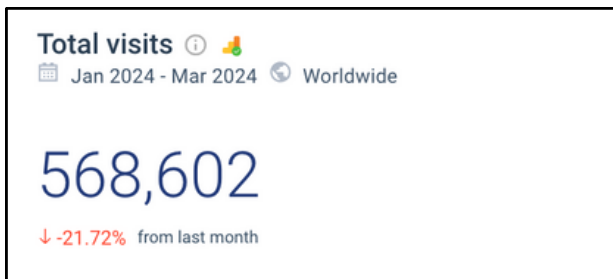 Total visits
Jan 2024 - Mar 2024 Worldwide
568,602
↓ -21.72% from last month